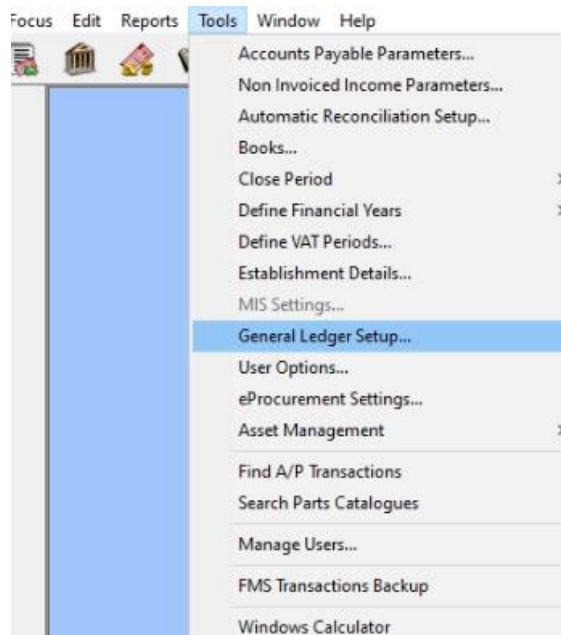 Focus Edit Reports Tools Window Help
Accounts Payable Parameters...
Non Invoiced Income Parameters...
Automatic Reconciliation Setup...
Books...
Close Period
Define Financial Years
Define VAT Periods...
Establishment Details...
MIS Settings...
General Ledger Setup...
User Options...
eProcurement Settings...
Asset Management
Find A/P Transactions
Search Parts Catalogues
Manage Users...
FMS Transactions Backup
Windows Calculator